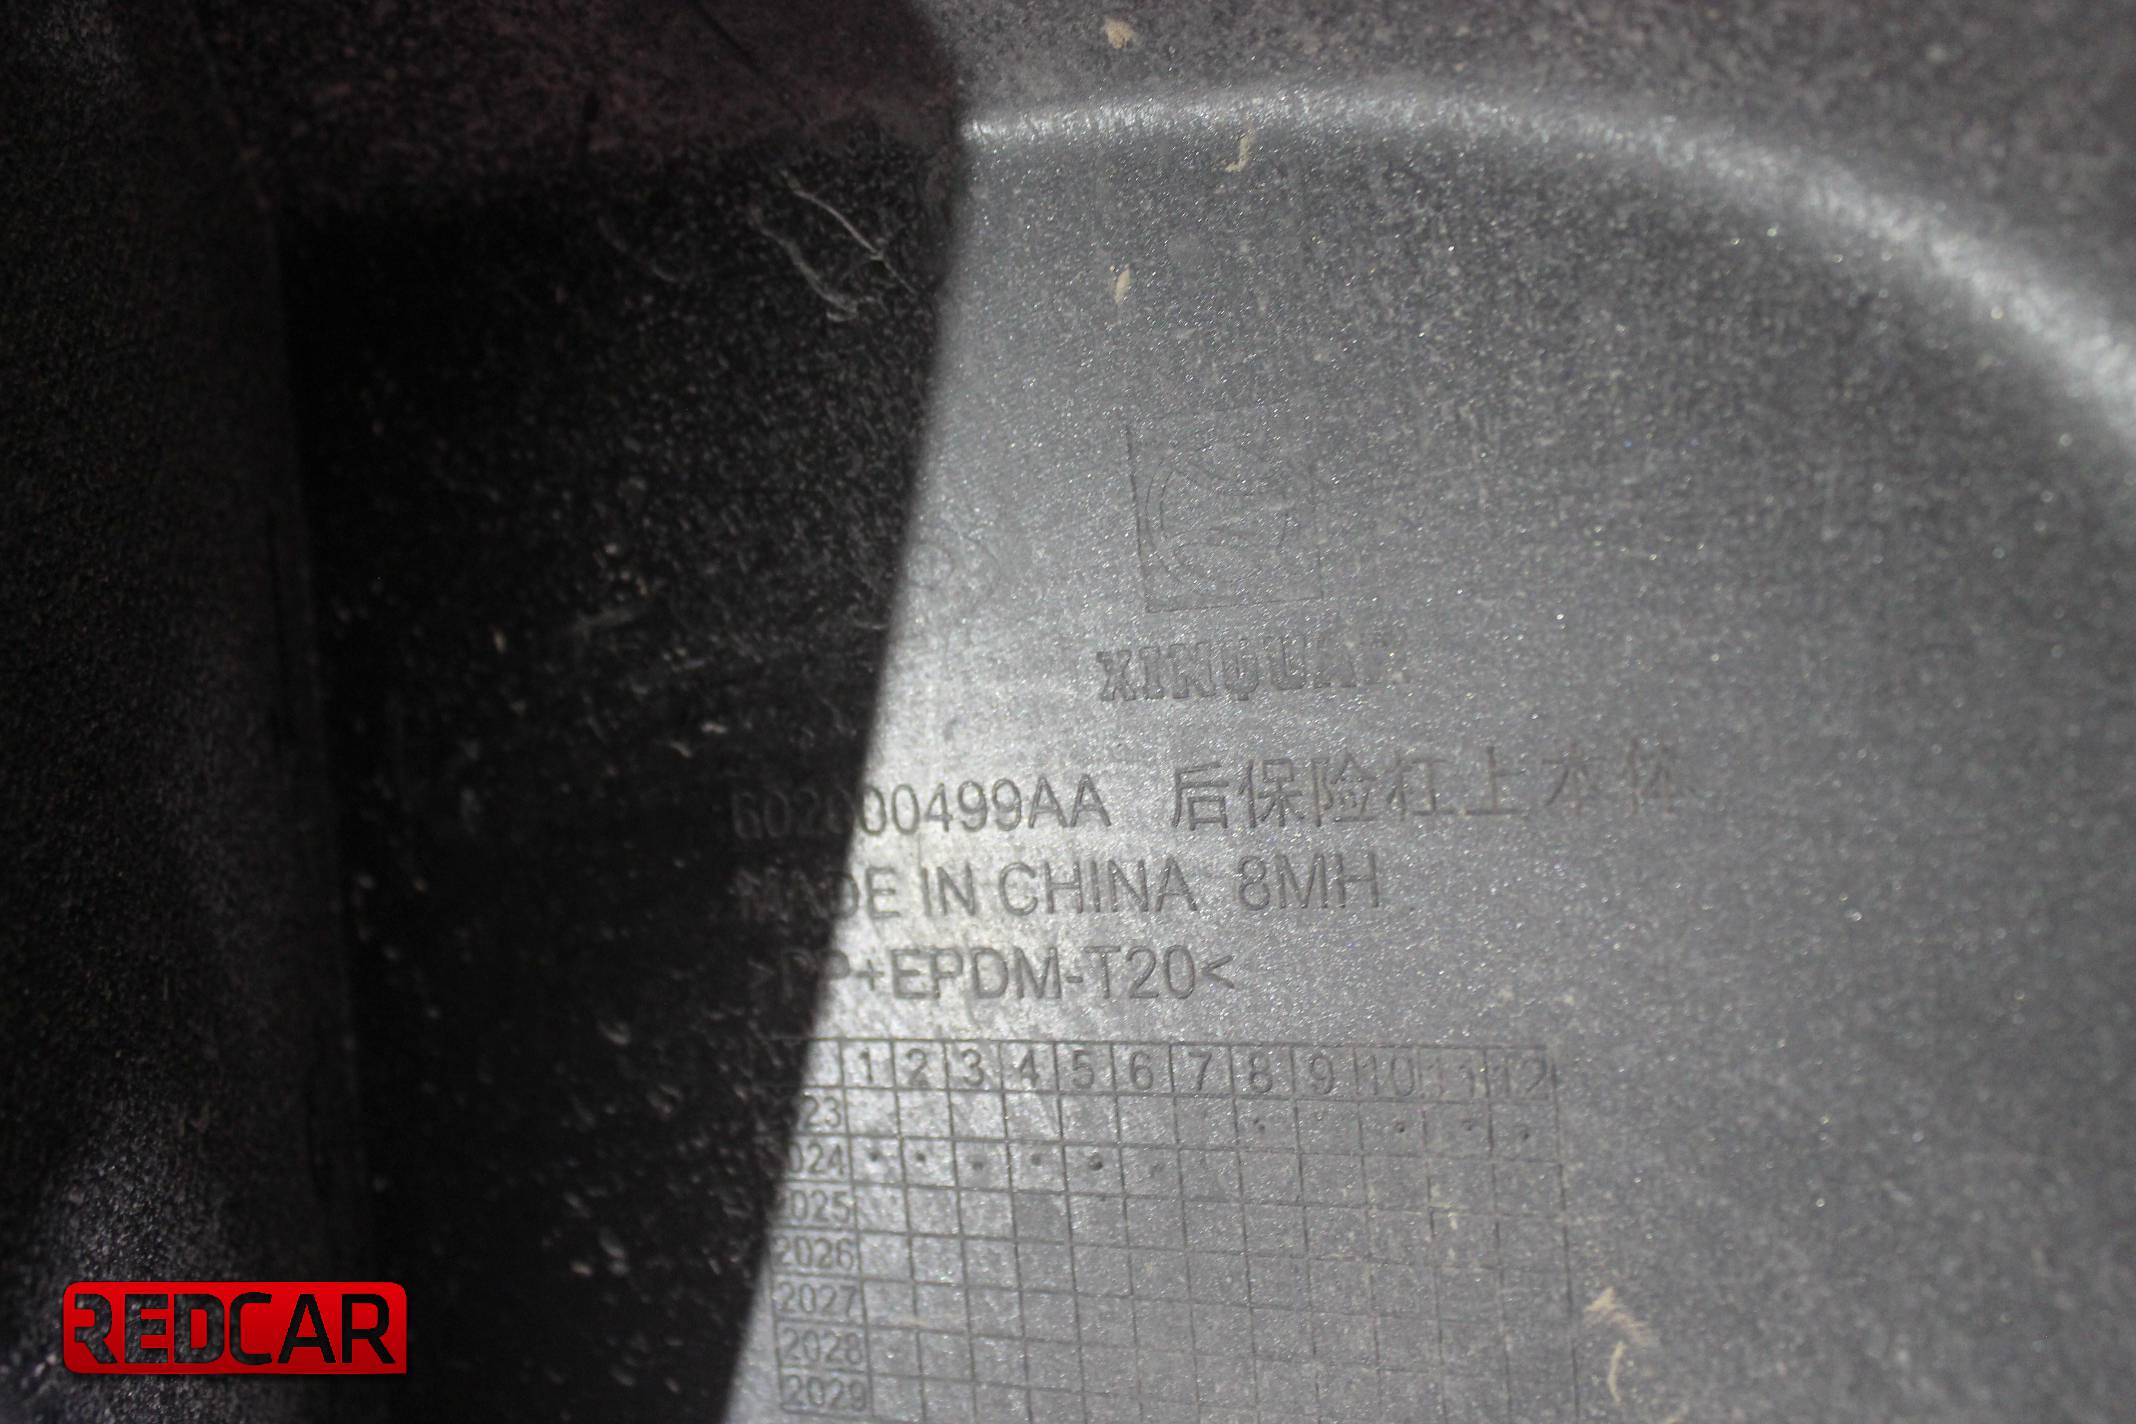 XINQUAN
602000499AA 后保险杠上本体
MADE IN CHINA 8MH
>PP+EPDM-T20<
1 2 3 4 5 6 7 8 9 10 11 12
2023
2024
2025
2026
2027
2028
2029
REDCAR